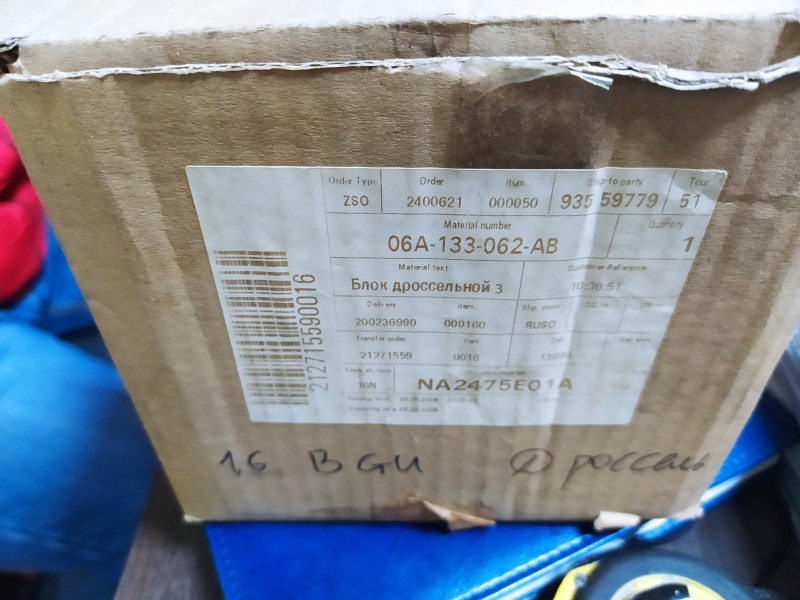 Order Type Order item Ship-to-party Tour
ZSO 2400621 000050 935 59779 51
Material number Quantity
06A-133-062-AB 1
Material text Customer Reference
Блок дроссельной з 10:30:51
Delivery item
200236990 000160 RUSO
Transfer order item
21271559 0016
10N NA2475E01A
212715590016
1,6 BGU Дроссель